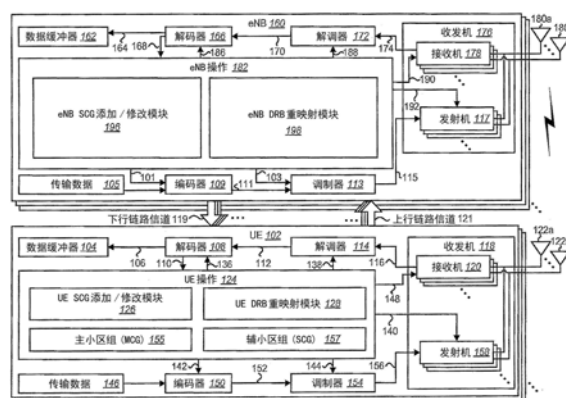 eNB 160
数据缓冲器 162
164
168
解码器 166
186
170
解调器 172
188
174
收发机 176
接收机 178
180a
180
eNB操作 182
190
192
eNB SCG添加/修改模块
196
eNB DRB重映射模块
198
发射机 117
101
103
115
传输数据 105
编码器 109
111
调制器 113
下行链路信道 119
上行链路信道 121
UE 102
数据缓冲器 104
106
解码器 108
110
136
112
解调器 114
138
116
收发机 118
接收机 120
122a
122
UE操作 124
148
140
UE SCG添加/修改模块
126
UE DRB重映射模块
128
主小区组(MCG) 155
辅小区组(SCG) 157
发射机 158
142
152
144
156
传输数据 146
编码器 150
调制器 154